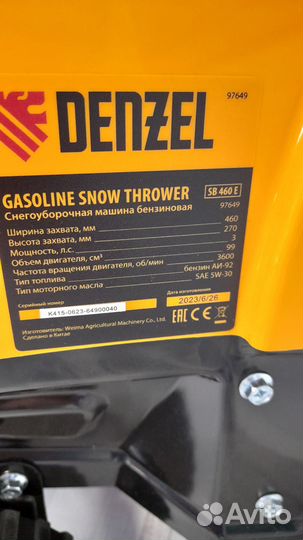 97649
DENZEL
GASOLINE SNOW THROWER SB 460 E
Снегоуборочная машина бензиновая 97649
Ширина захвата, мм 460
Высота захвата, мм 270
Мощность, л.с. 3
Объем двигателя, см³ 99
Частота вращения двигателя, об/мин 3600
Тип топлива бензин АИ-92
Тип моторного масла SAE 5W-30
Серийный номер Дата изготовления
K415-0623-64900040 2023/6/26
Изготовитель: Weima Agricultural Machinery Co., Ltd.
Сделано в Китае
EAC CE
Avito